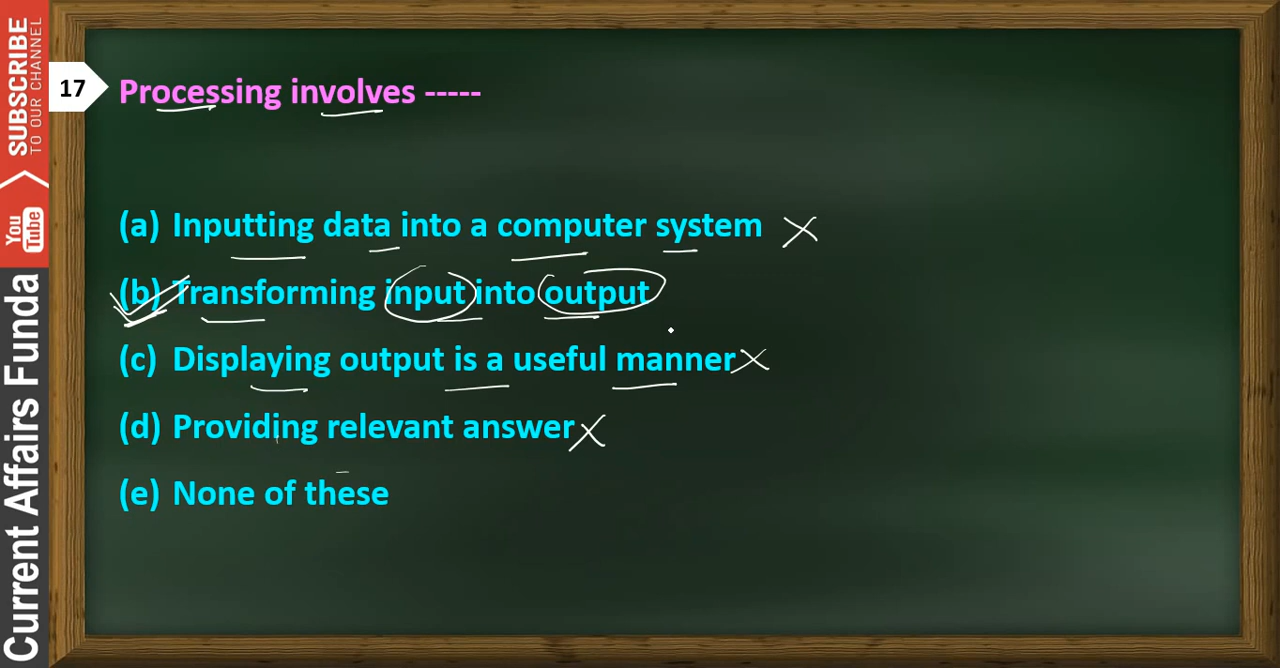 SUBSCRIBE
TO OUR CHANNEL
You
Tube
Current Affairs Funda
17
Processing involves -----
(a) Inputting data into a computer system
(b) Transforming input into output
(c) Displaying output is a useful manner
(d) Providing relevant answer
(e) None of these